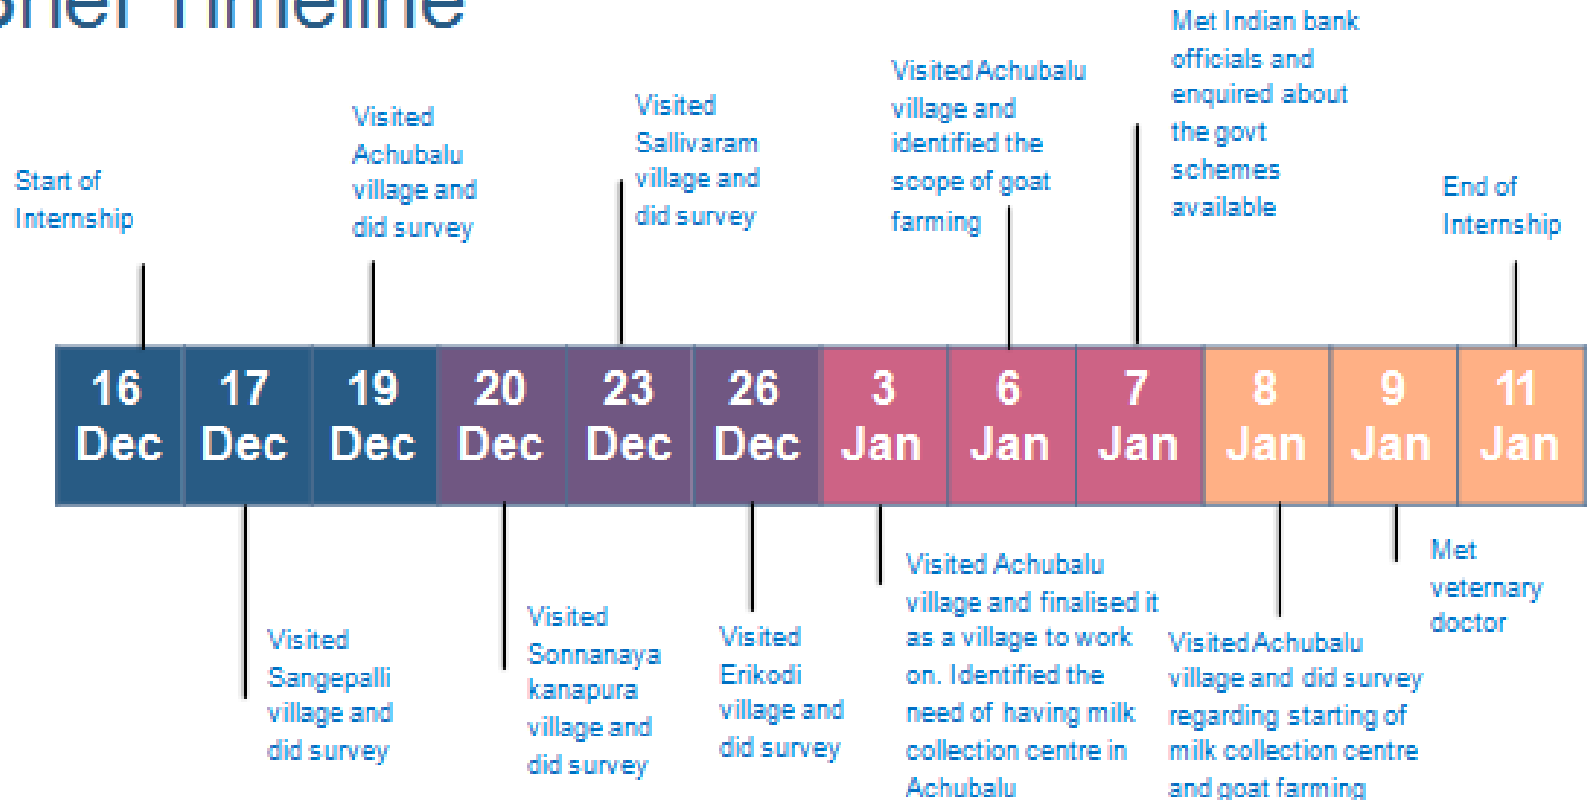 Brief Timeline
Start of
Internship
Visited
Achubalu
village and
did survey
Visited
Sallivaram
village and
did survey
Visited Achubalu
village and
identified the
scope of goat
farming
Met Indian bank
officials and
enquired about
the govt
schemes
available
End of
Internship
16
Dec
17
Dec
19
Dec
20
Dec
23
Dec
26
Dec
3
Jan
6
Jan
7
Jan
8
Jan
9
Jan
11
Jan
Visited
Sangepalli
village and
did survey
Visited
Sonnanaya
kanapura
village and
did survey
Visited
Erikodi
village and
did survey
Visited Achubalu
village and finalised it
as a village to work
on. Identified the
need of having milk
collection centre in
Achubalu
Visited Achubalu
village and did survey
regarding starting of
milk collection centre
and goat farming
Met
veternary
doctor